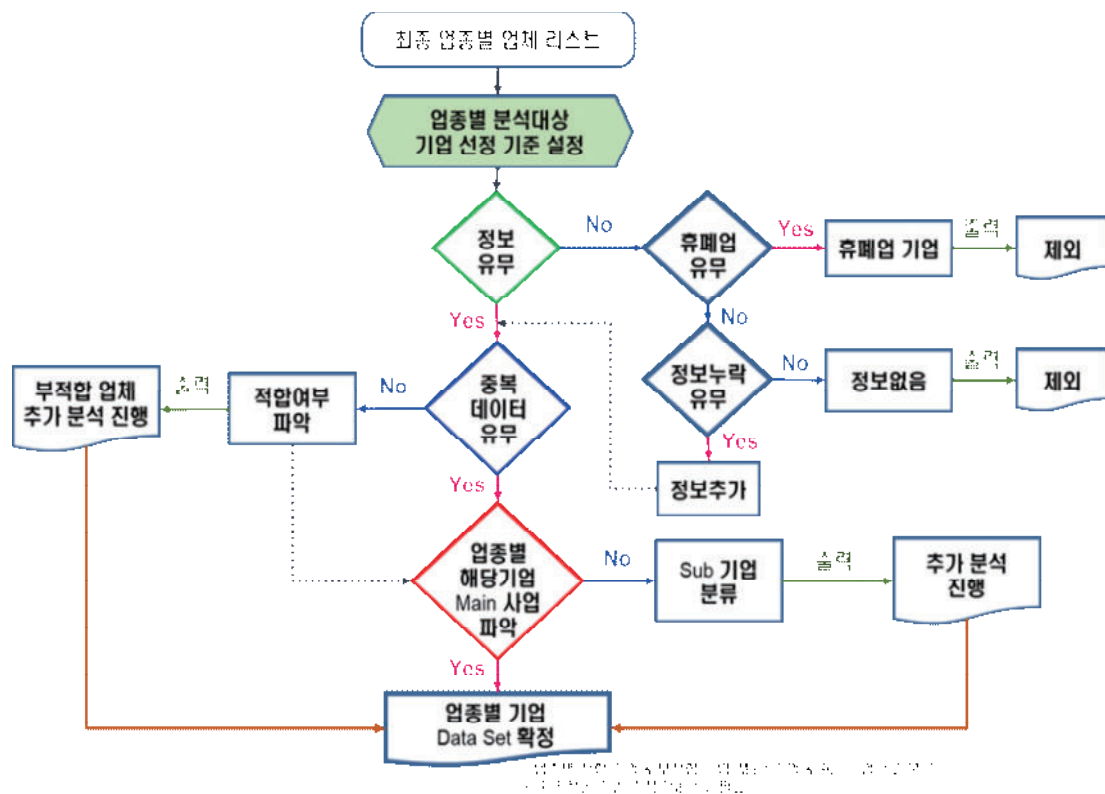 최종 업종별 업체 리스트
업종별 분석대상
기업 선정 기준 설정
정보
유무
No
휴폐업
유무
Yes
휴폐업 기업
출력
제외
Yes
No
정보누락
유무
No
정보없음
출력
제외
Yes
정보추가
중복
데이터
유무
No
적합여부
파악
출력
부적합 업체
추가 분석 진행
Yes
업종별
해당기업
Main 사업
파악
No
Sub 기업
분류
출력
추가 분석
진행
Yes
업종별 기업
Data Set 확정